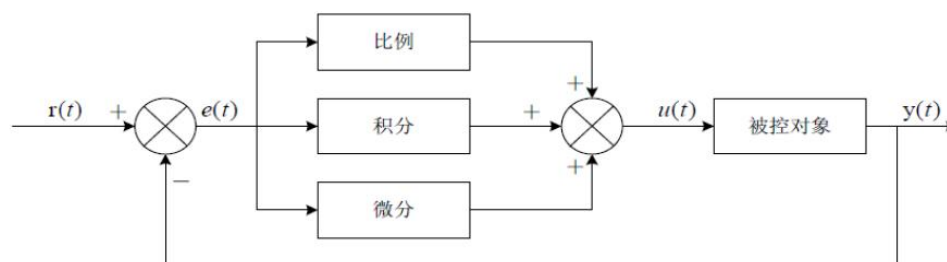 比例
r(t)
+
e(t)
积分
+
+
u(t)
被控对象
y(t)
−
+
微分